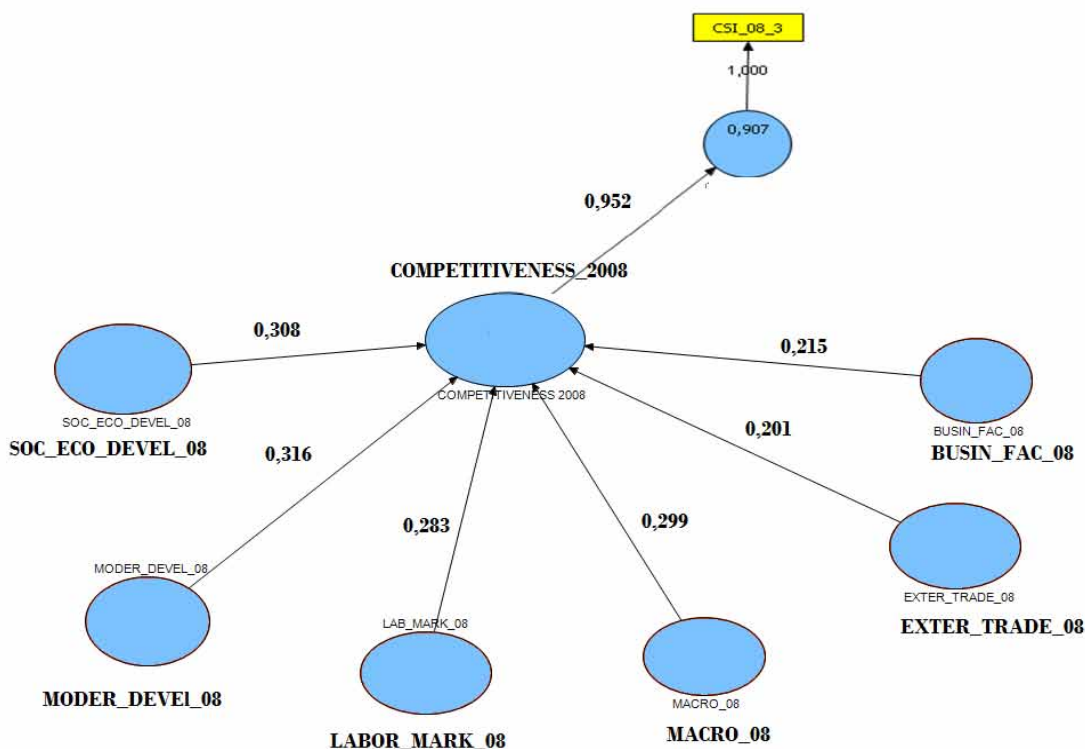 CSI_08_3
1,000
0,907
0,952
COMPETITIVENESS_2008
0,308
0,215
COMPETITIVENESS 2008
SOC_ECO_DEVEL_08
SOC_ECO_DEVEL_08
BUSIN_FAC_08
BUSIN_FAC_08
0,201
0,316
0,283
0,299
MODER_DEVEL_08
MODER_DEVEl_08
EXTER_TRADE_08
EXTER_TRADE_08
LAB_MARK_08
LABOR_MARK_08
MACRO_08
MACRO_08